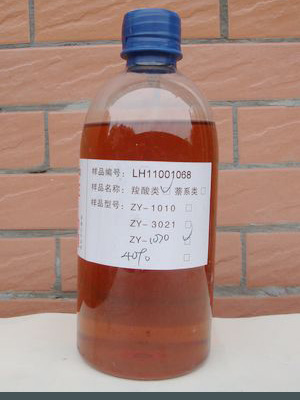 样品编号: LH11001068
样品名称: 羧酸类☑ 萘系类□
样品型号: ZY-1010 □
ZY-3021 □
ZY-1070 ☑
40% □